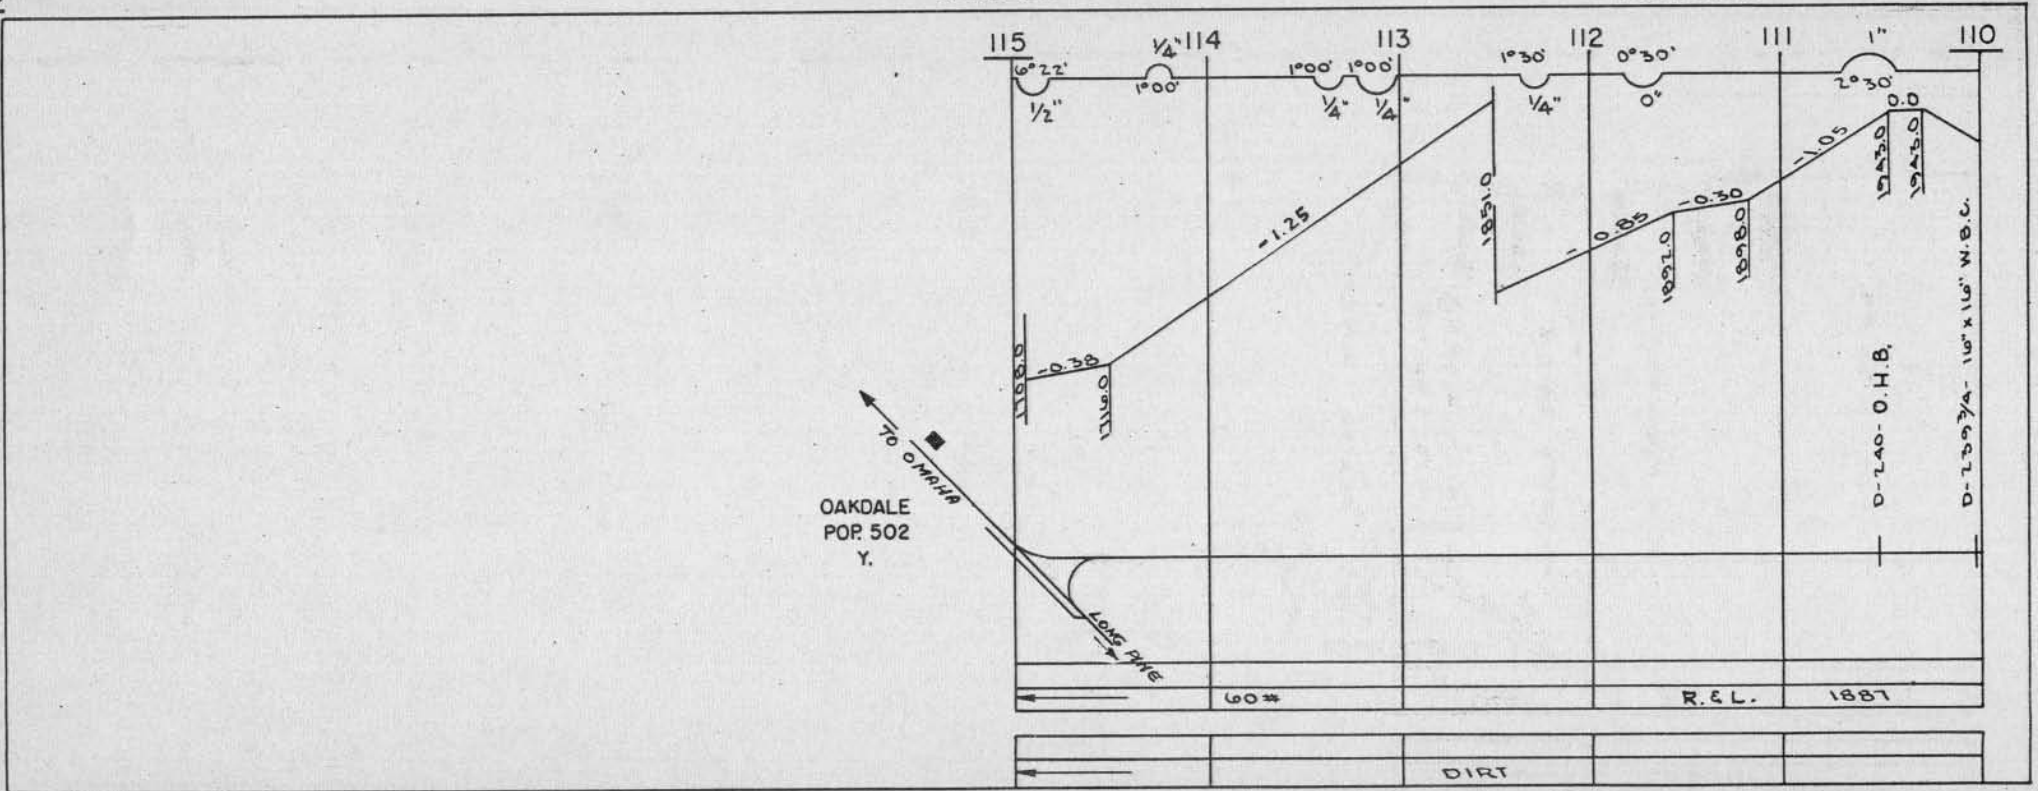 115 114 113 112 111 110
6°22' 1/4" 1°00' 1°00' 1°30' 0°30' 1"
1/2" 1°00' 1/4" 1/4" 1/4" 0" 2°30'
0.0
-1.05
1943.0
1943.0
-1.25
1851.0
-0.85
-0.30
1892.0
1898.0
1708.0
-0.38
1716.0
D-240- O.H.B.
D-239 3/4- 16" x 16" W.B.C.
TO OMAHA
OAKDALE
POP. 502
Y.
LONG PINE
60# R.& L. 1887
DIRT